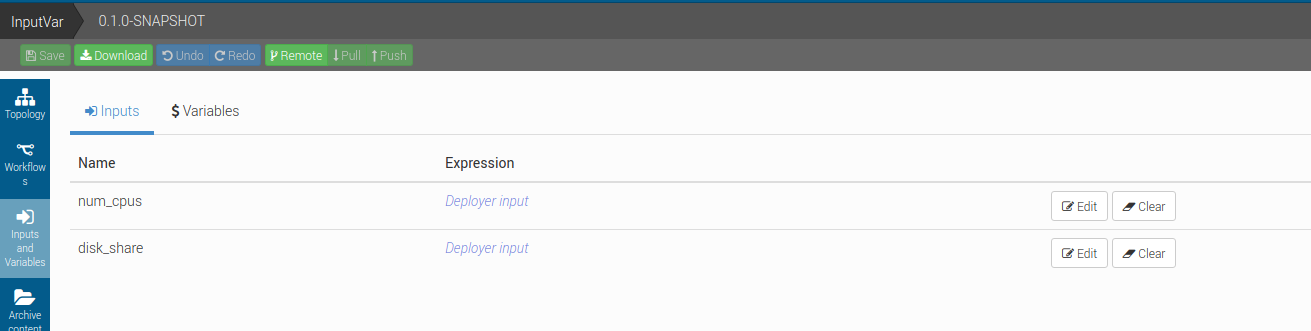 InputVar 0.1.0-SNAPSHOT
Save Download Undo Redo Remote Pull Push
Topology
Workflow
s
Inputs
and
Variables
Archive
content
Inputs $ Variables
Name Expression
num_cpus Deployer input Edit Clear
disk_share Deployer input Edit Clear